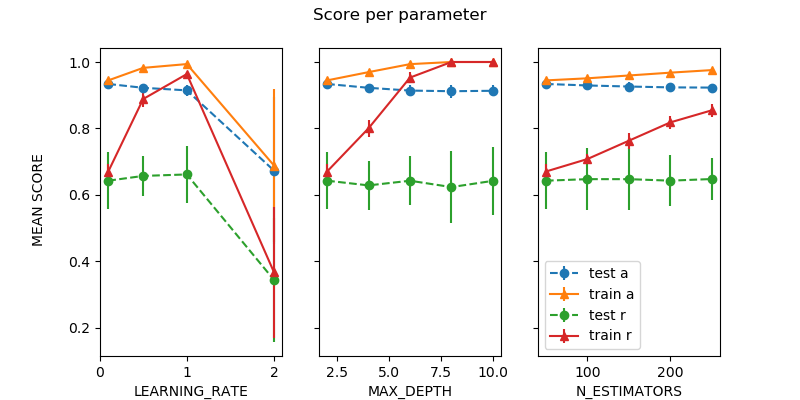 Score per parameter
MEAN SCORE
1.0
0.8
0.6
0.4
0.2
0 1 2
LEARNING_RATE
2.5 5.0 7.5 10.0
MAX_DEPTH
100 200
N_ESTIMATORS
test a
train a
test r
train r